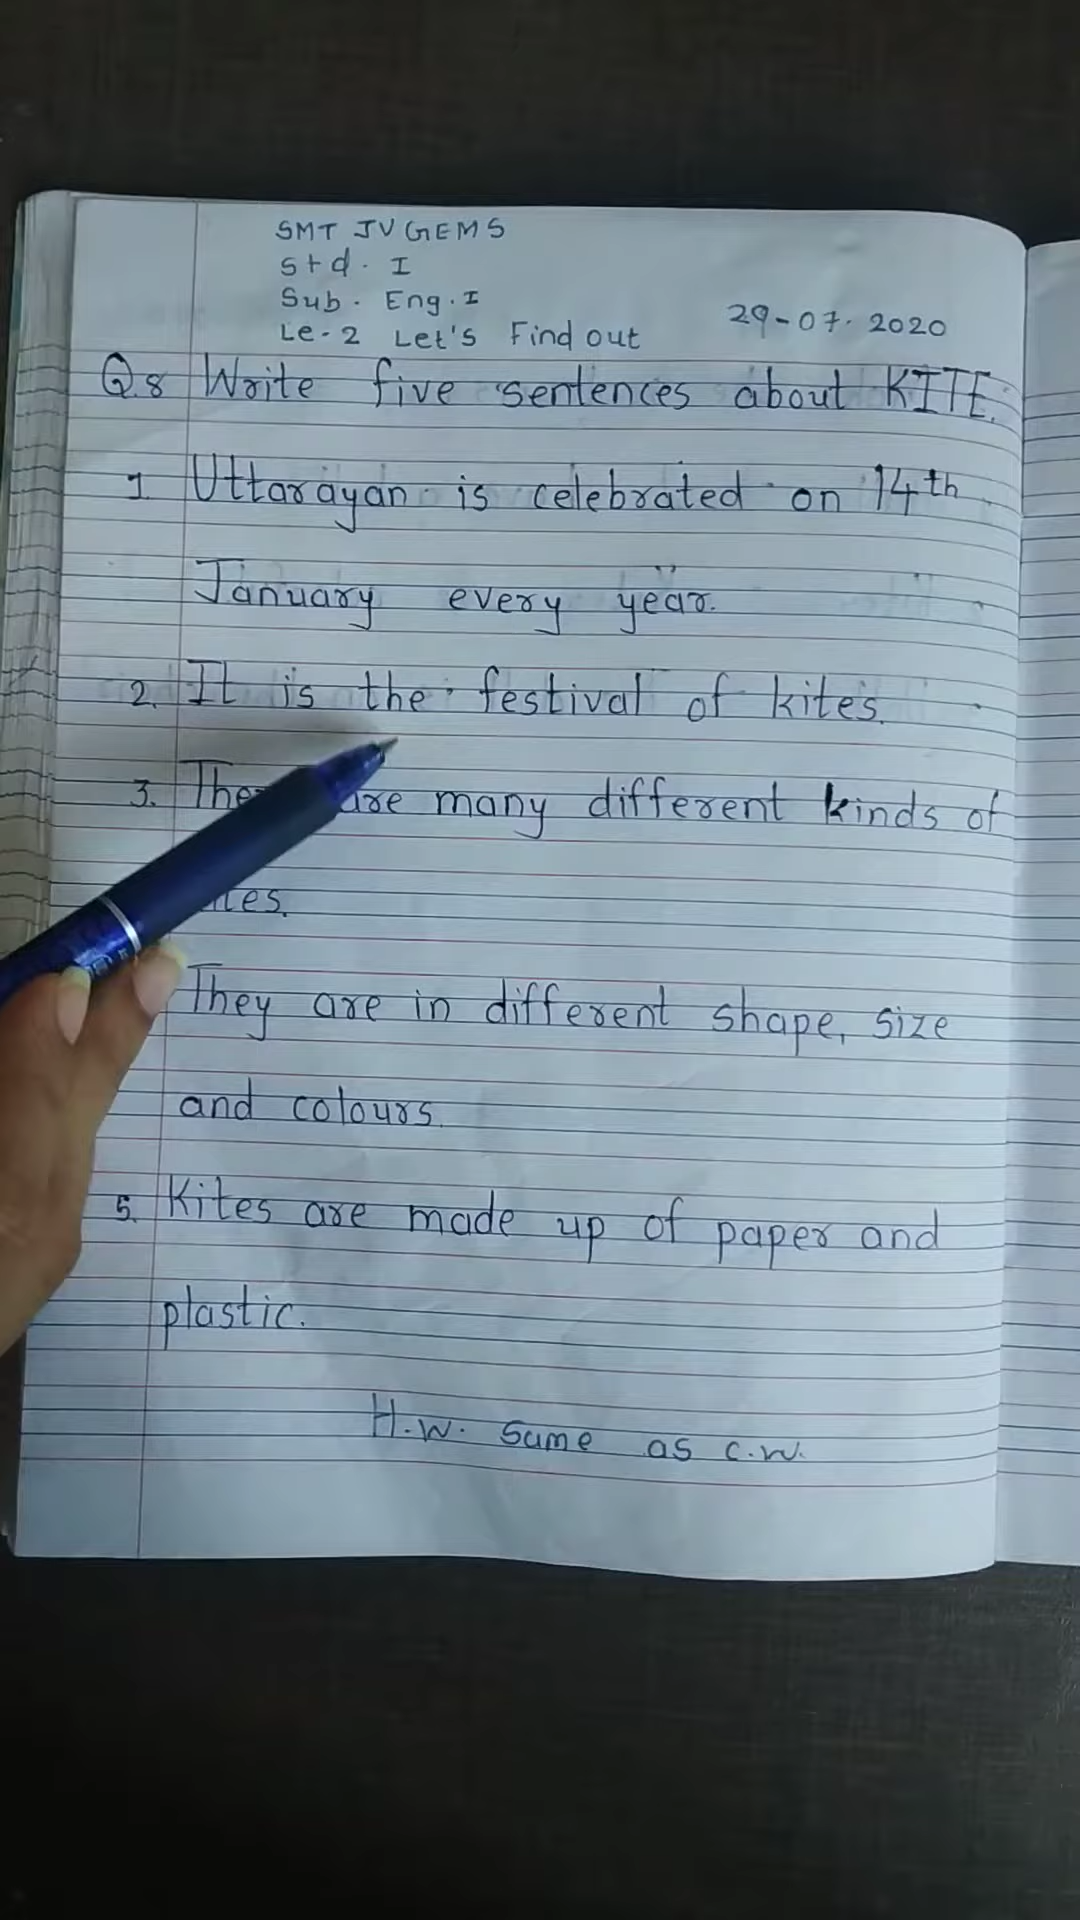 SMT JV GEMS
Std. I
Sub. Eng. I
Le-2 Let's Find out
29-07-2020
Q.8 Write five sentences about KITE.
1. Uttarayan is celebrated on 14th
January every year.
2. It is the festival of kites.
3. are many different kinds of
They are in different shape, size
and colours.
5. Kites are made up of paper and
plastic.
H.W. Same as C.W.